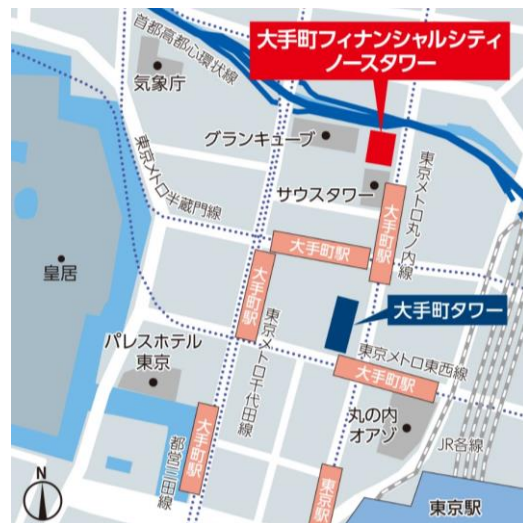 首都高都心環状線
大手町フィナンシャルシティ
ノースタワー
気象庁
グランキューブ
東京メトロ半蔵門線
サウスタワー
東京メトロ丸ノ内線
大手町駅
大手町駅
大手町駅
皇居
大手町タワー
パレスホテル
東京
東京メトロ千代田線
東京メトロ東西線
大手町駅
大手町駅
都営三田線
丸の内
オアゾ
JR各線
東京駅
東京駅
N